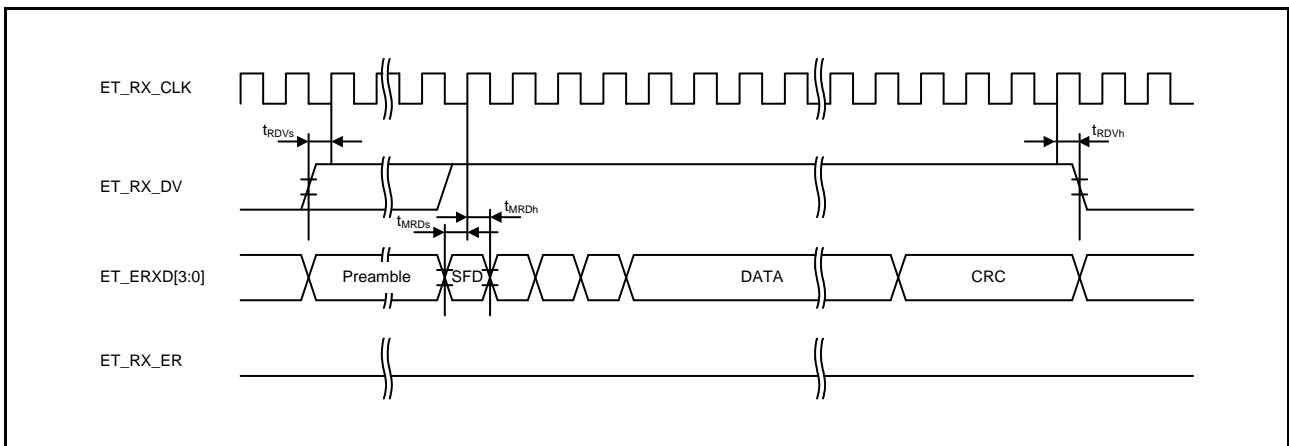 ET_RX_CLK
tRDVs
tRDVh
ET_RX_DV
tMRDs
tMRDh
ET_ERXD[3:0]
Preamble
SFD
DATA
CRC
ET_RX_ER